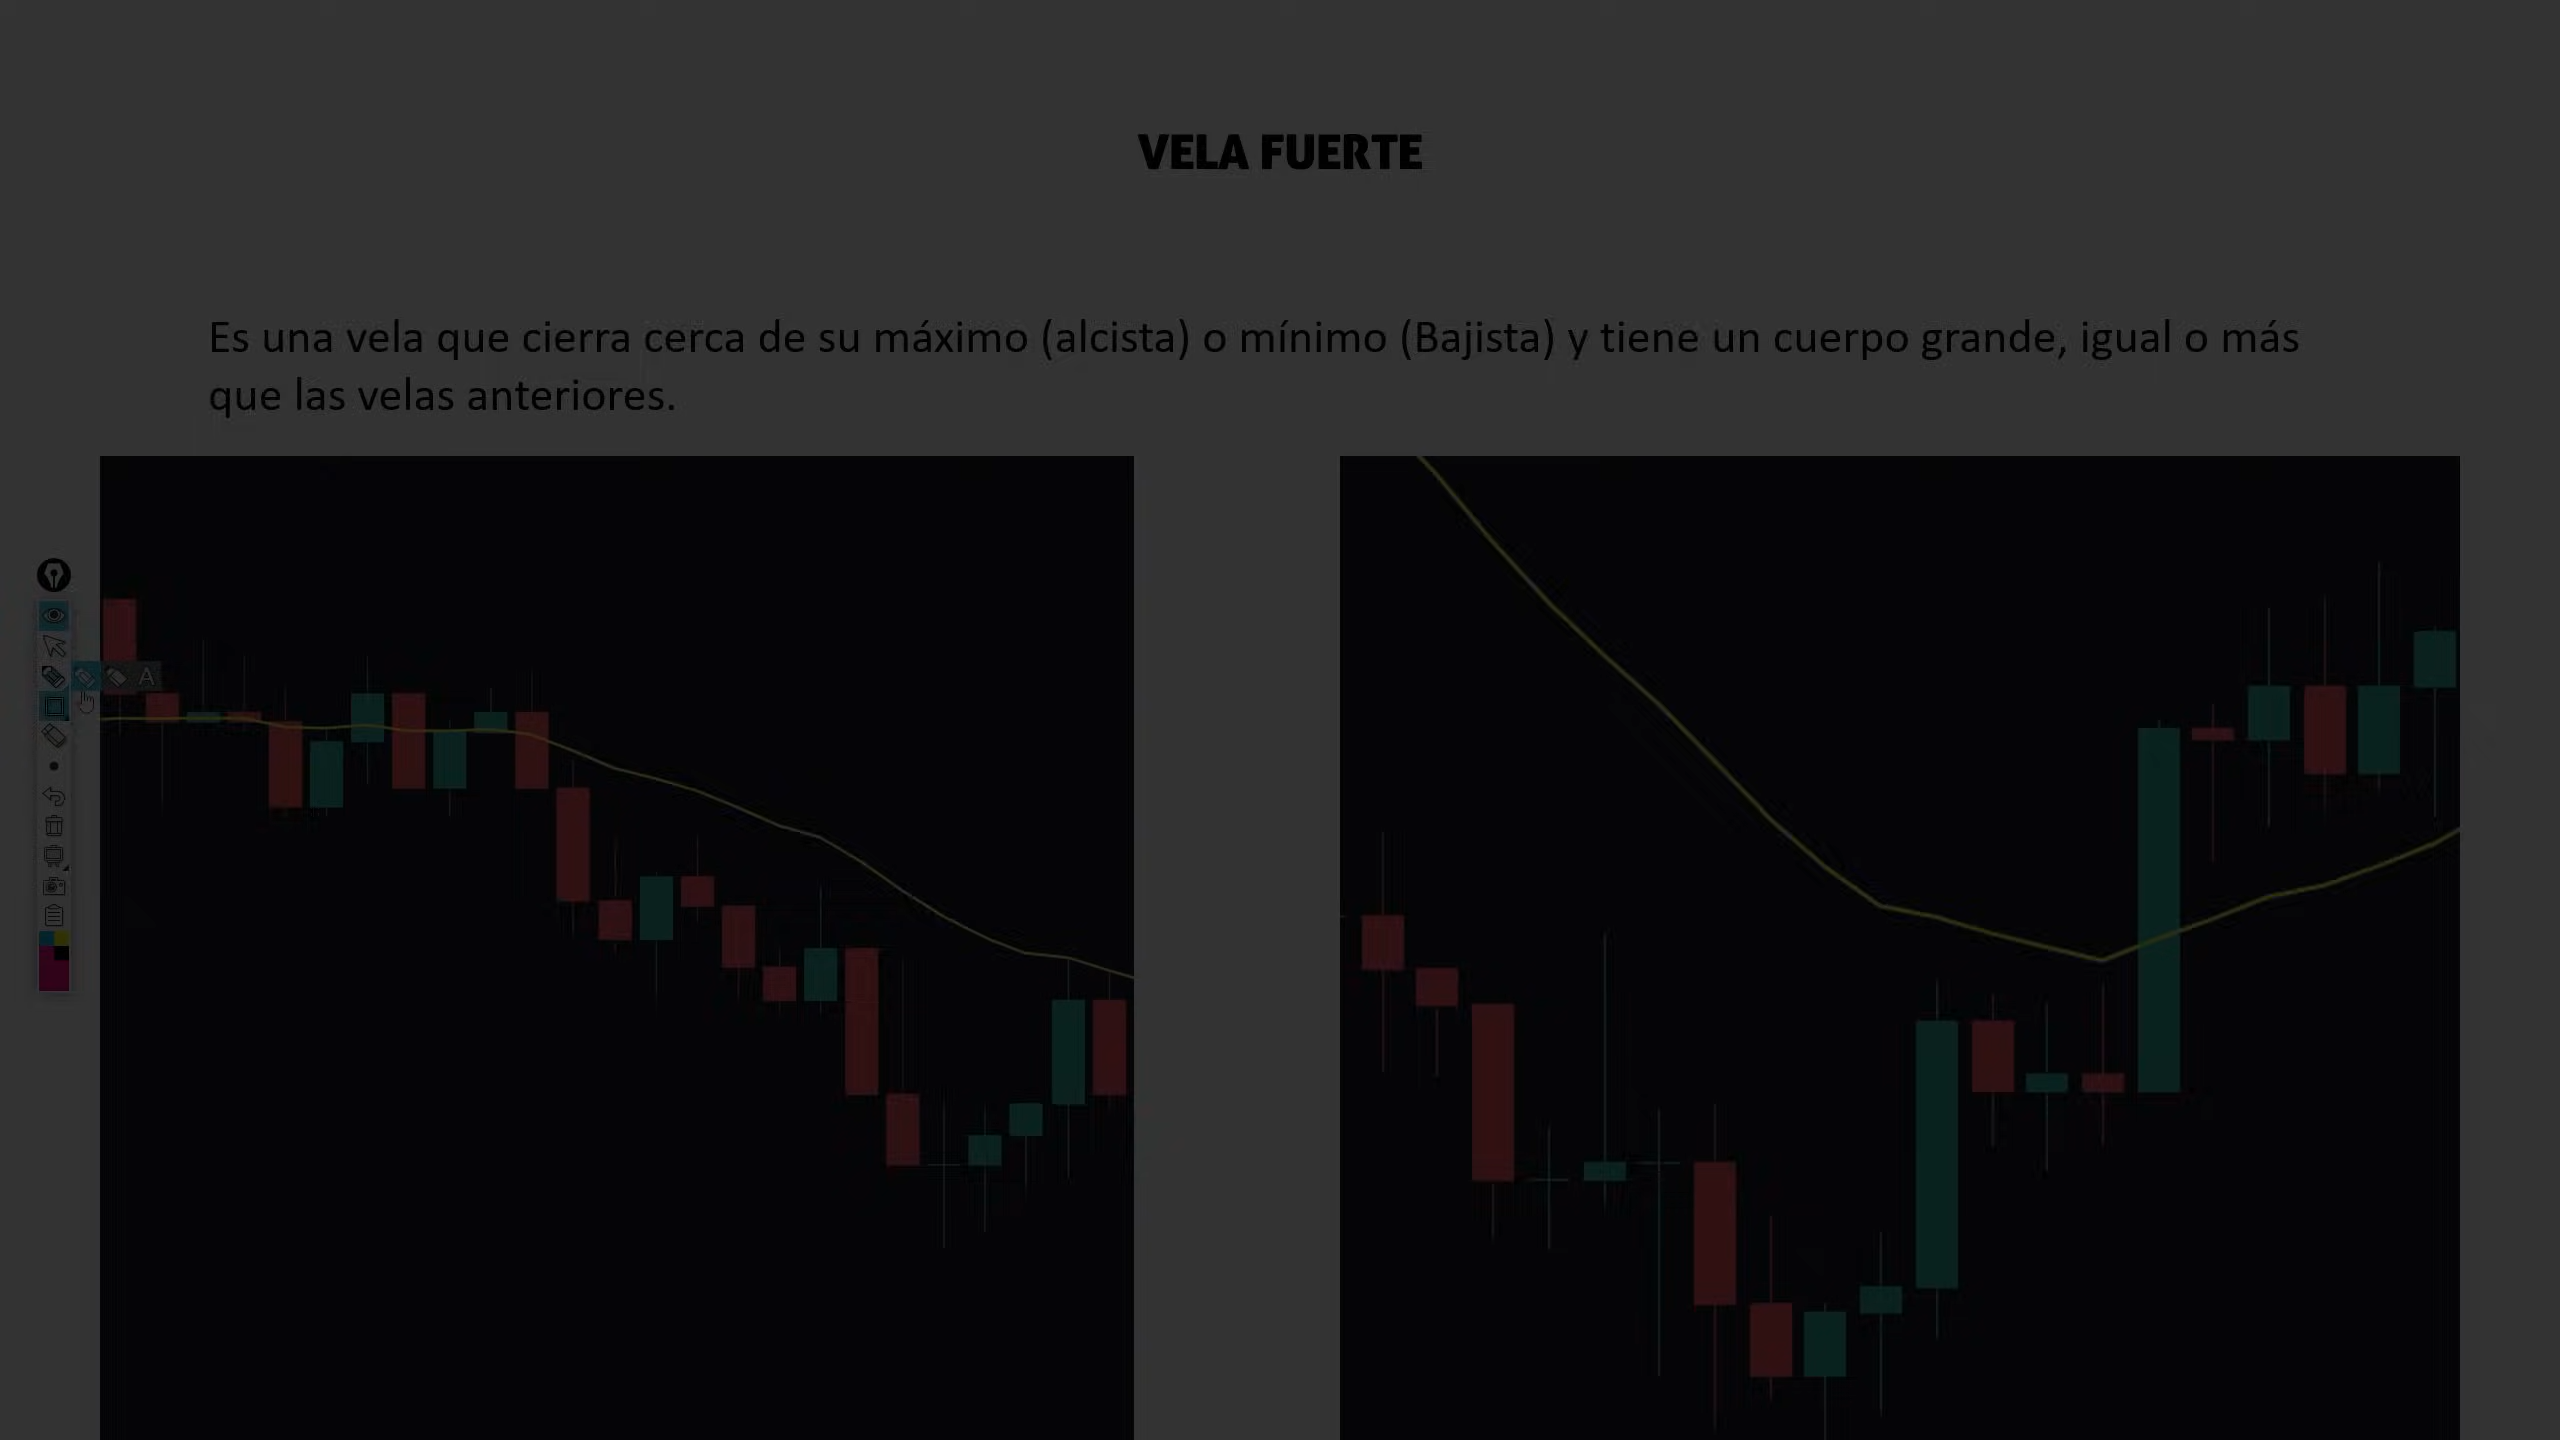 VELA FUERTE
Es una vela que cierra cerca de su máximo (alcista) o mínimo (Bajista) y tiene un cuerpo grande, igual o más
que las velas anteriores.
A